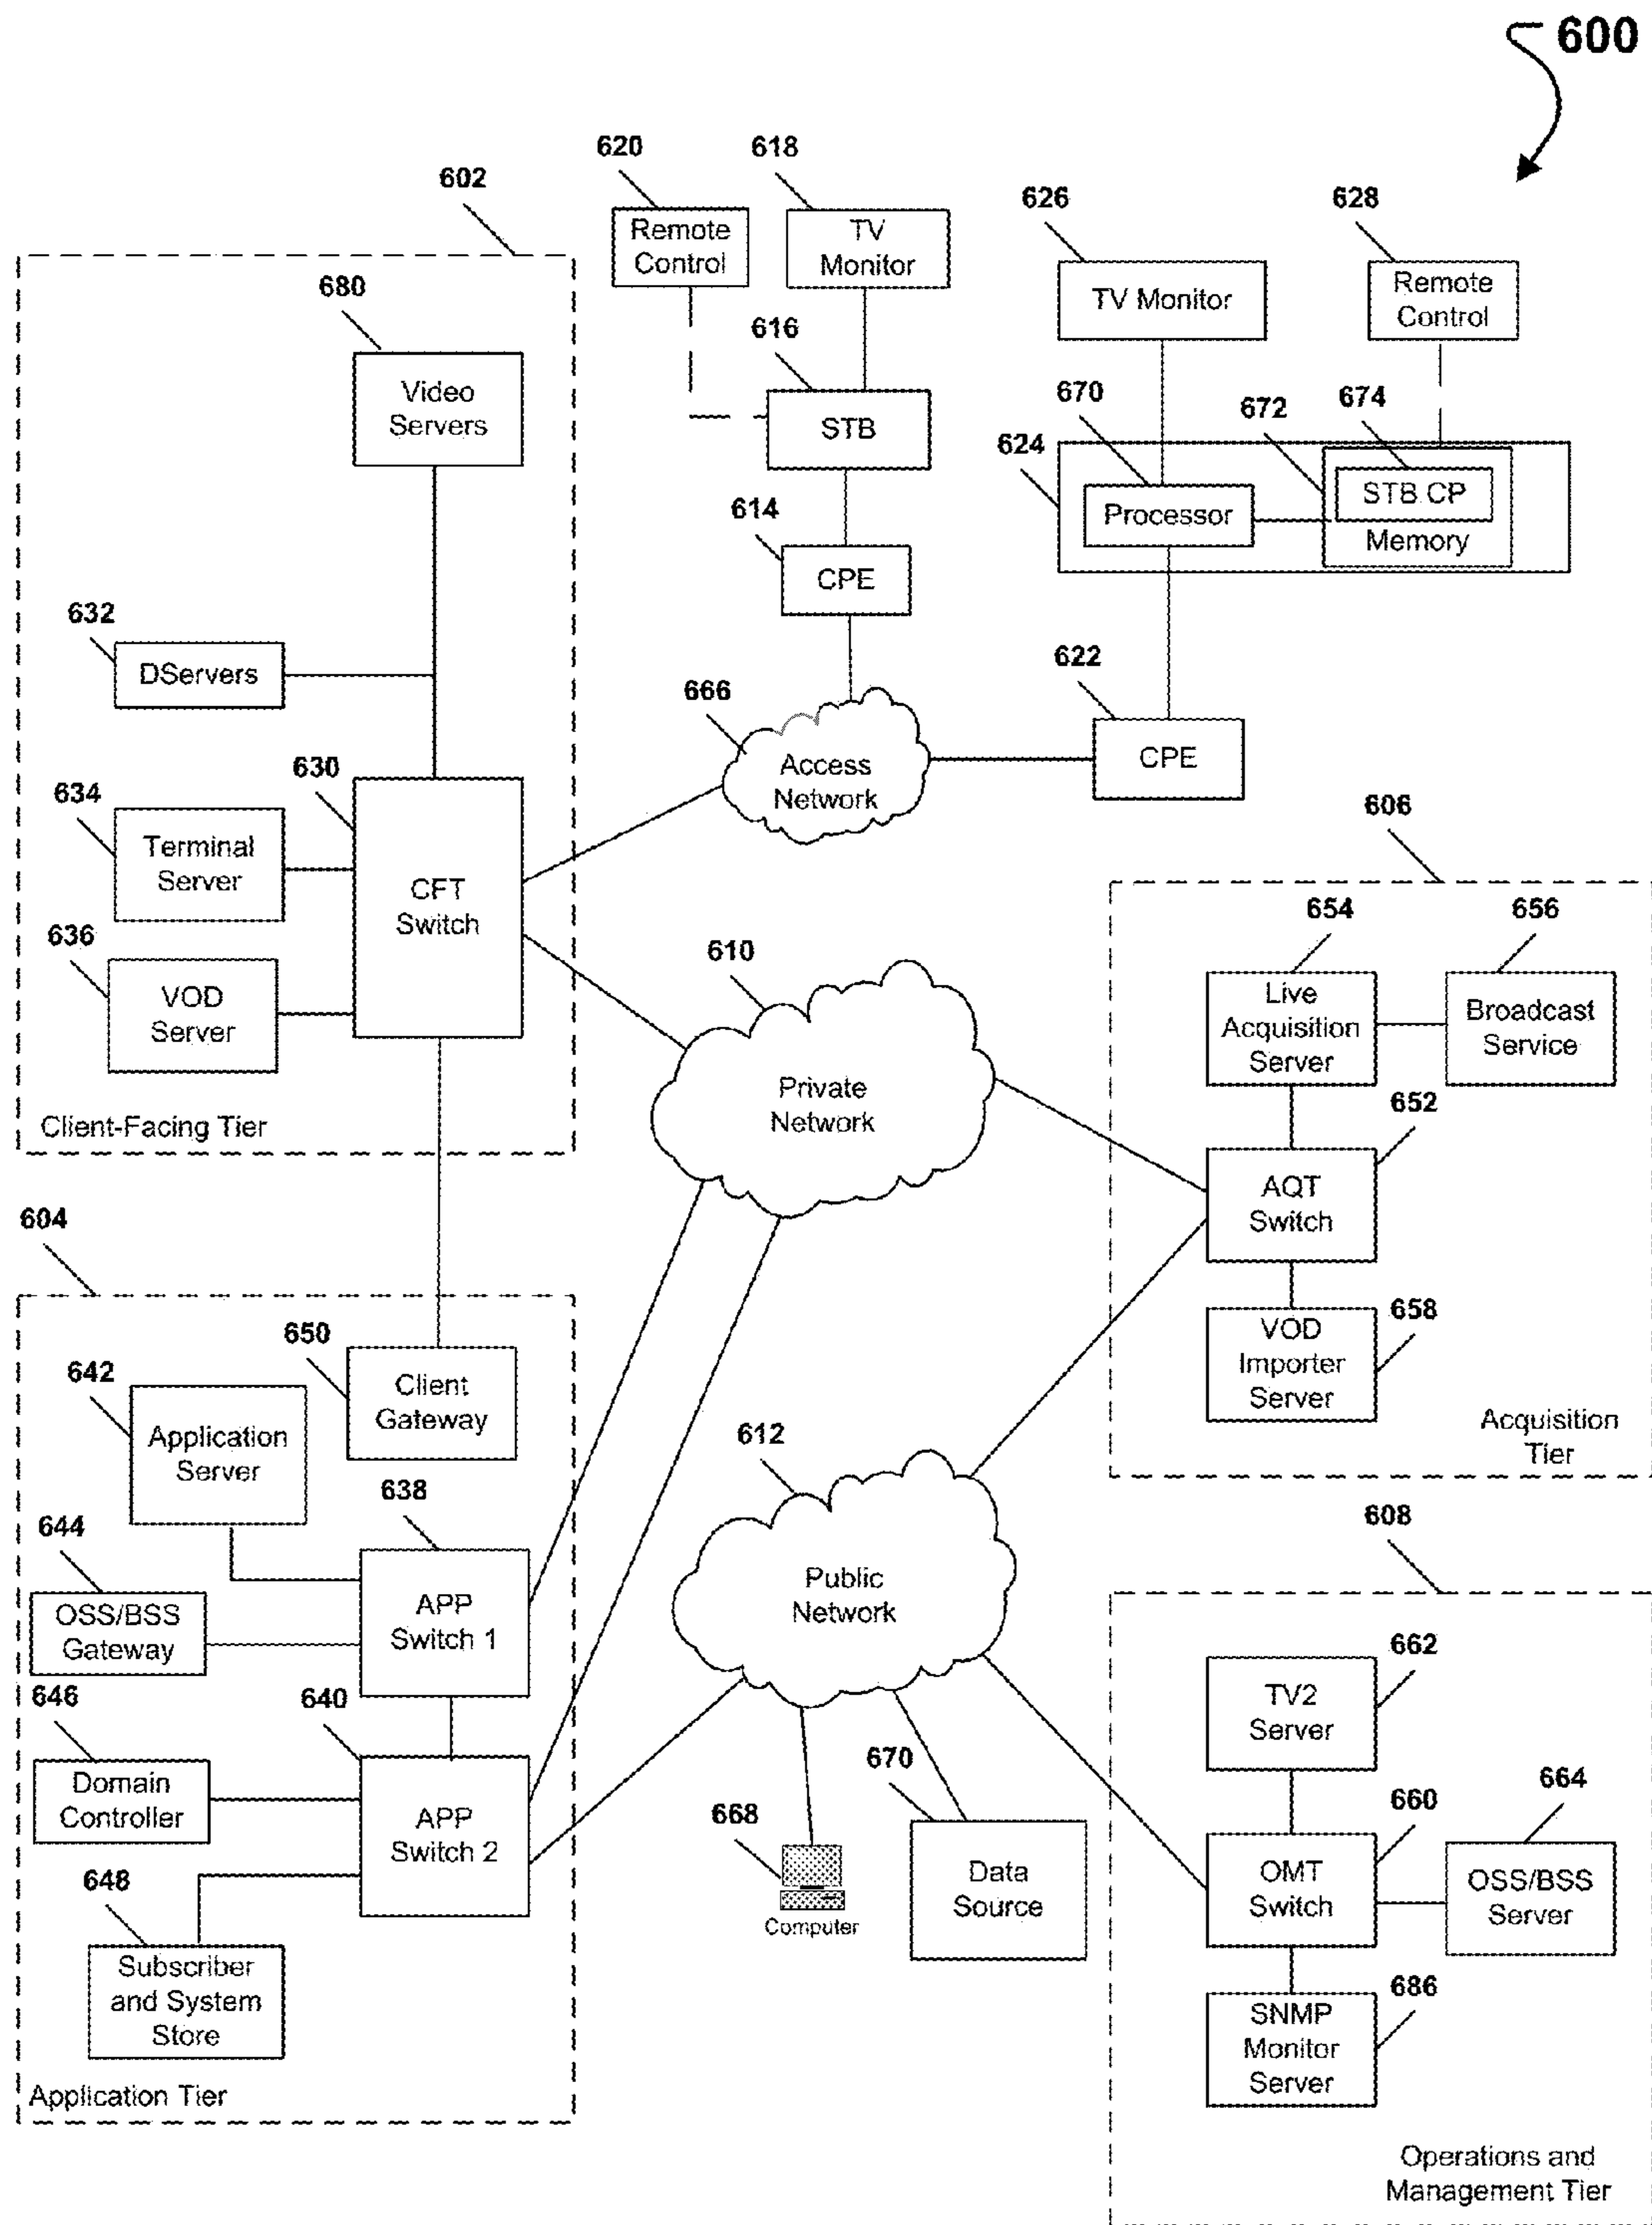 600
620
618
602
626
628
Remote
Control
TV
Monitor
680
TV Monitor
Remote
Control
616
Video
Servers
670
672
674
624
STB
STB CP
Processor
Memory
614
CPE
632
DServers
622
666
CPE
Access
Network
630
634
Terminal
Server
CFT
Switch
636
VOD
Server
Client-Facing Tier
606
654
656
Live
Acquisition
Server
Broadcast
Service
610
Private
Network
652
AQT
Switch
658
VOD
Importer
Server
Acquisition
Tier
604
650
Client
Gateway
642
Application
Server
638
644
OSS/BSS
Gateway
APP
Switch 1
612
Public
Network
646
640
Domain
Controller
APP
Switch 2
648
Subscriber
and System
Store
Application Tier
668
Computer
670
Data
Source
608
662
TV2
Server
660
664
OMT
Switch
OSS/BSS
Server
686
SNMP
Monitor
Server
Operations and
Management Tier